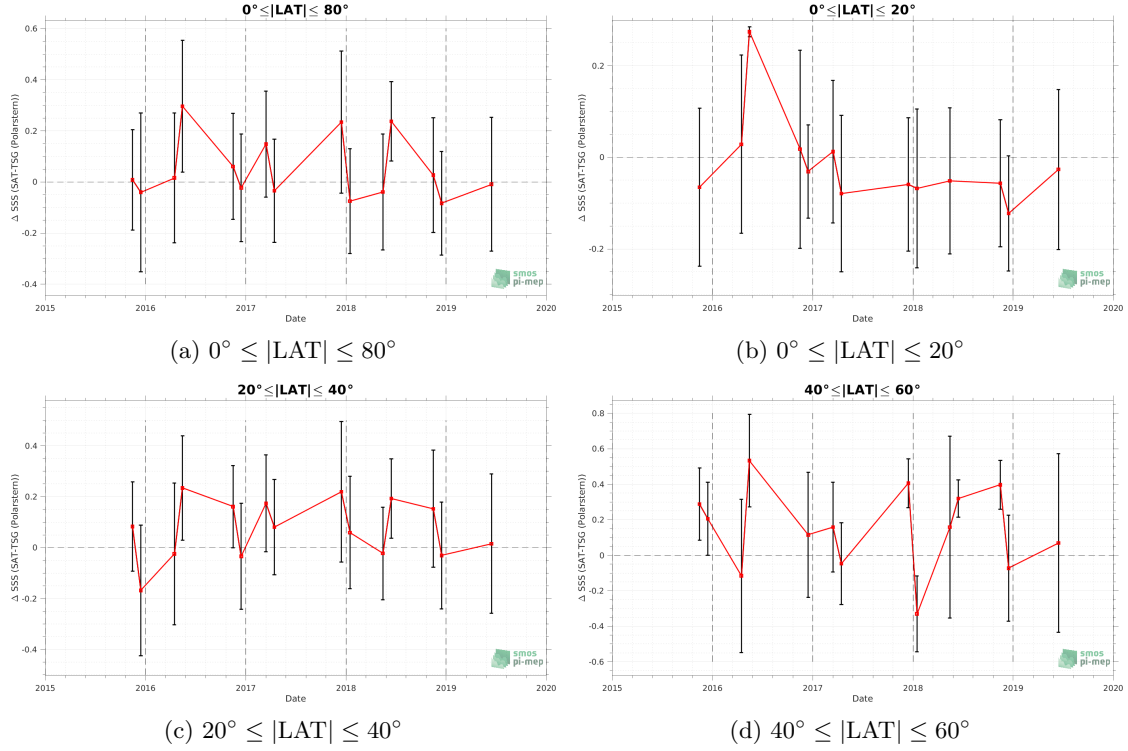 0°≤|LAT|≤ 80°
Δ SSS (SAT-TSG (Polarstern))
0.6
0.4
0.2
0
-0.2
-0.4
2015
2016
2017
2018
2019
2020
Date
smos
pi-mep
(a) 0° ≤ |LAT| ≤ 80°
0°≤|LAT|≤ 20°
Δ SSS (SAT-TSG (Polarstern))
0.2
0
-0.2
2015
2016
2017
2018
2019
2020
Date
smos
pi-mep
(b) 0° ≤ |LAT| ≤ 20°
20°≤|LAT|≤ 40°
Δ SSS (SAT-TSG (Polarstern))
0.4
0.2
0
-0.2
-0.4
2015
2016
2017
2018
2019
2020
Date
smos
pi-mep
(c) 20° ≤ |LAT| ≤ 40°
40°≤|LAT|≤ 60°
Δ SSS (SAT-TSG (Polarstern))
0.8
0.6
0.4
0.2
0
-0.2
-0.4
-0.6
2015
2016
2017
2018
2019
2020
Date
smos
pi-mep
(d) 40° ≤ |LAT| ≤ 60°